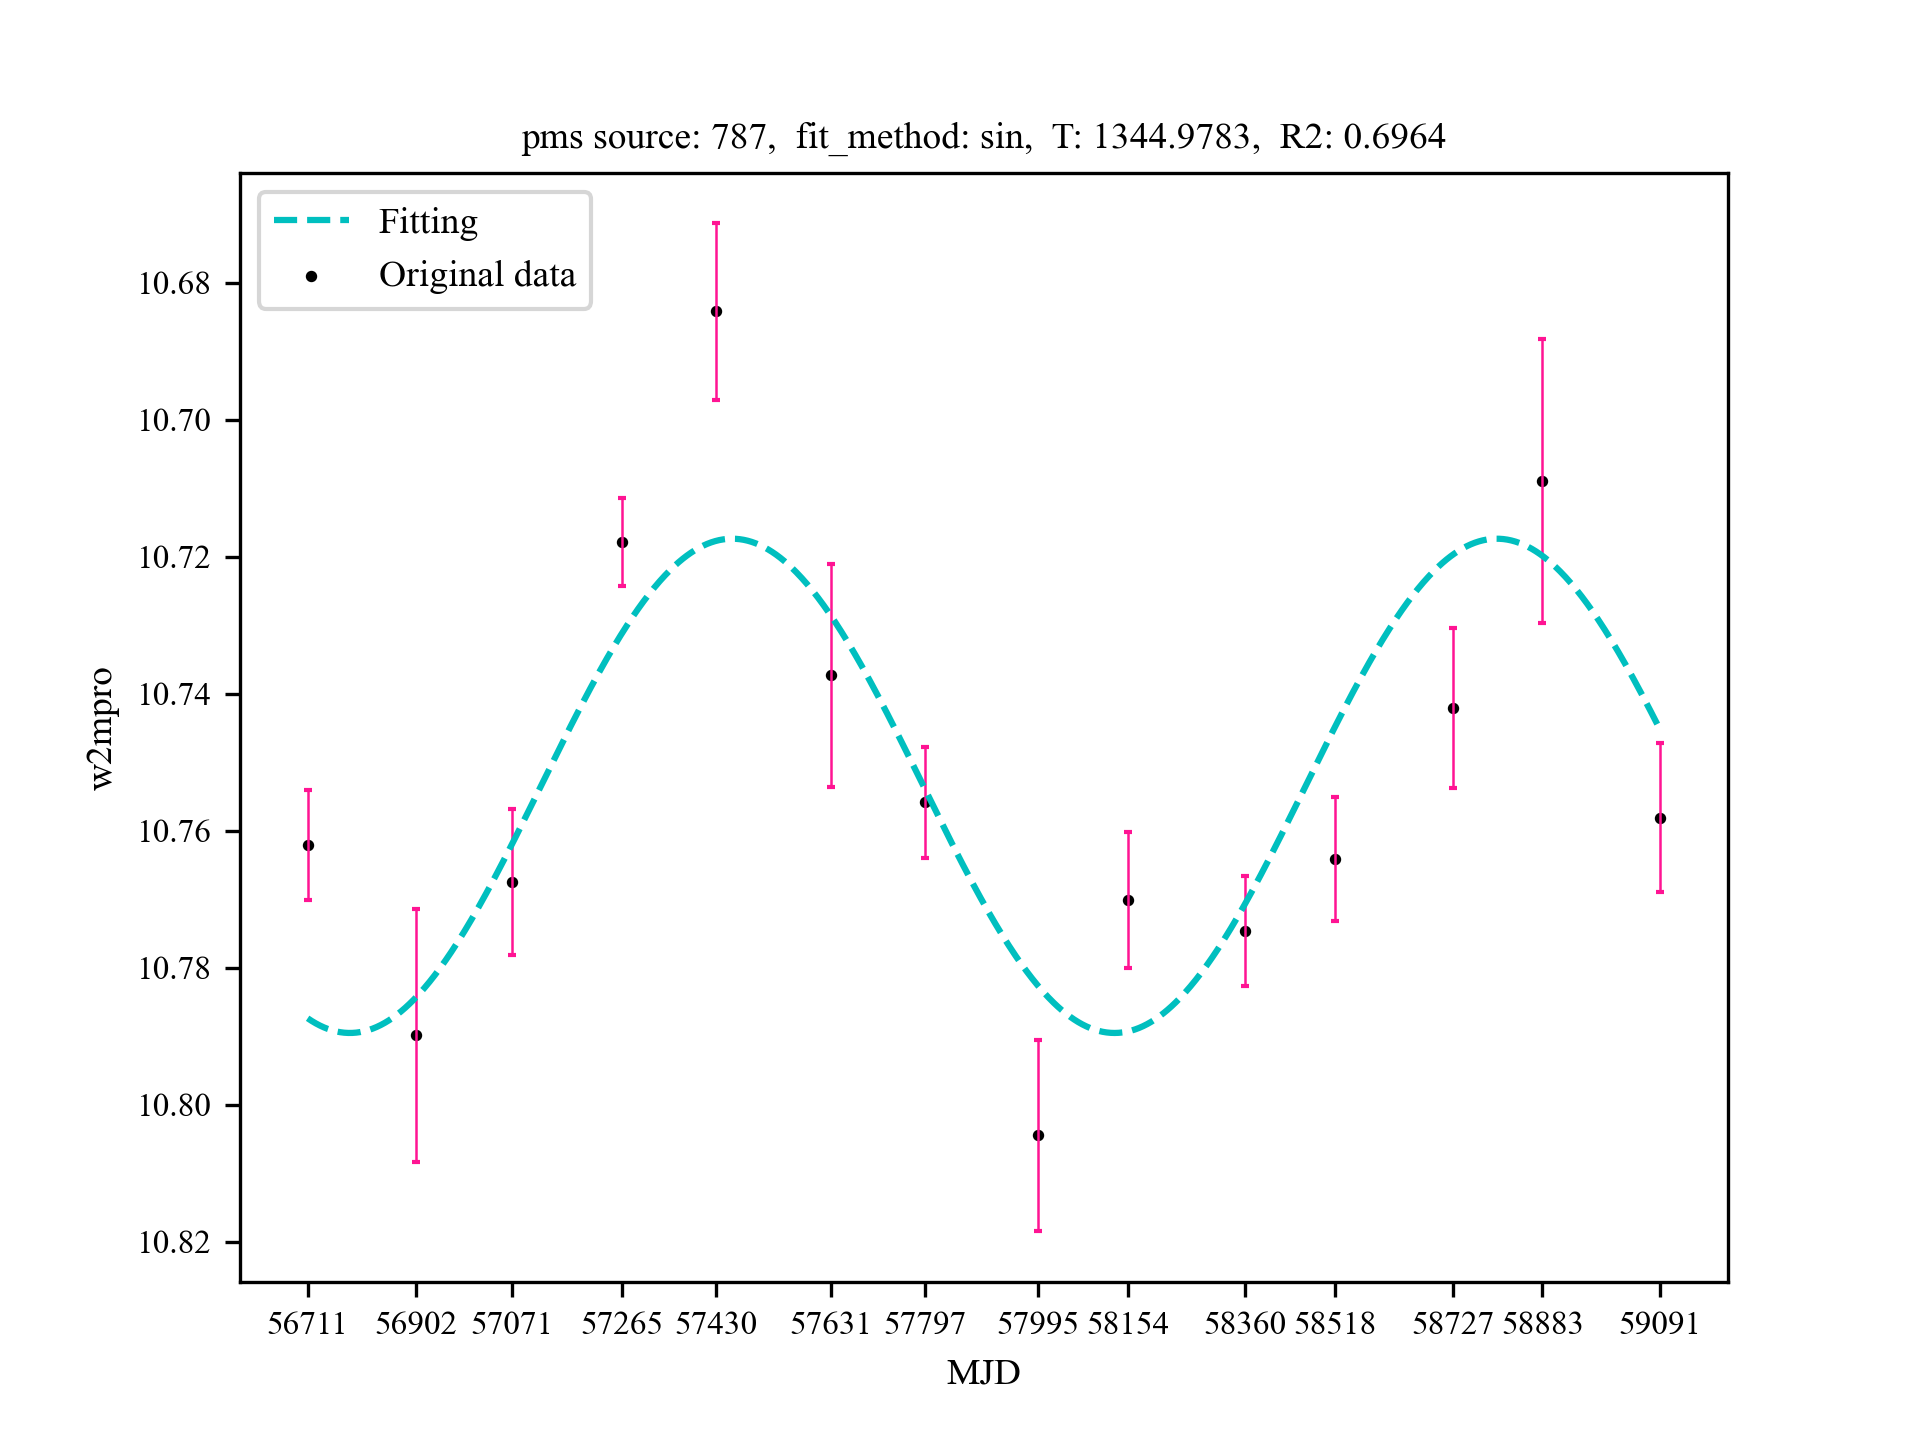 pms source: 787,  fit_method: sin,  T: 1344.9783,  R2: 0.6964
Fitting
Original data
10.68
10.70
10.72
10.74
10.76
10.78
10.80
10.82
w2mpro
56711 56902 57071 57265 57430 57631 57797 57995 58154 58360 58518 58727 58883 59091
MJD